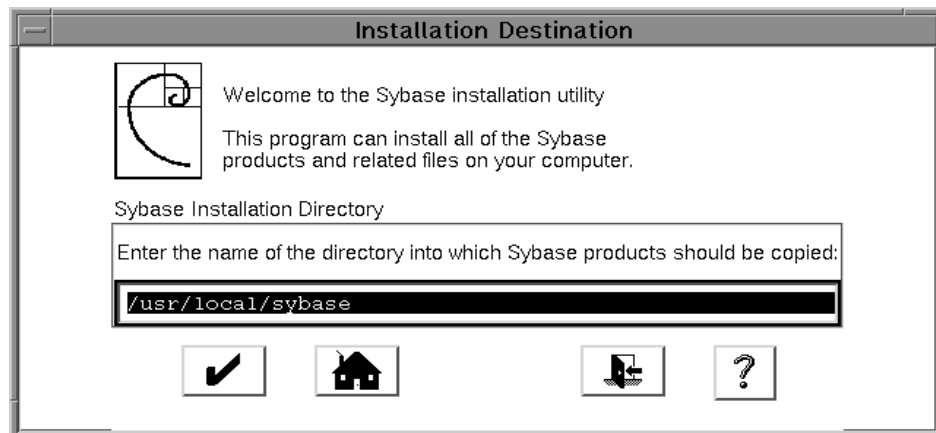 Installation Destination
Welcome to the Sybase installation utility
This program can install all of the Sybase
products and related files on your computer.
Sybase Installation Directory
Enter the name of the directory into which Sybase products should be copied:
/usr/local/sybase
?